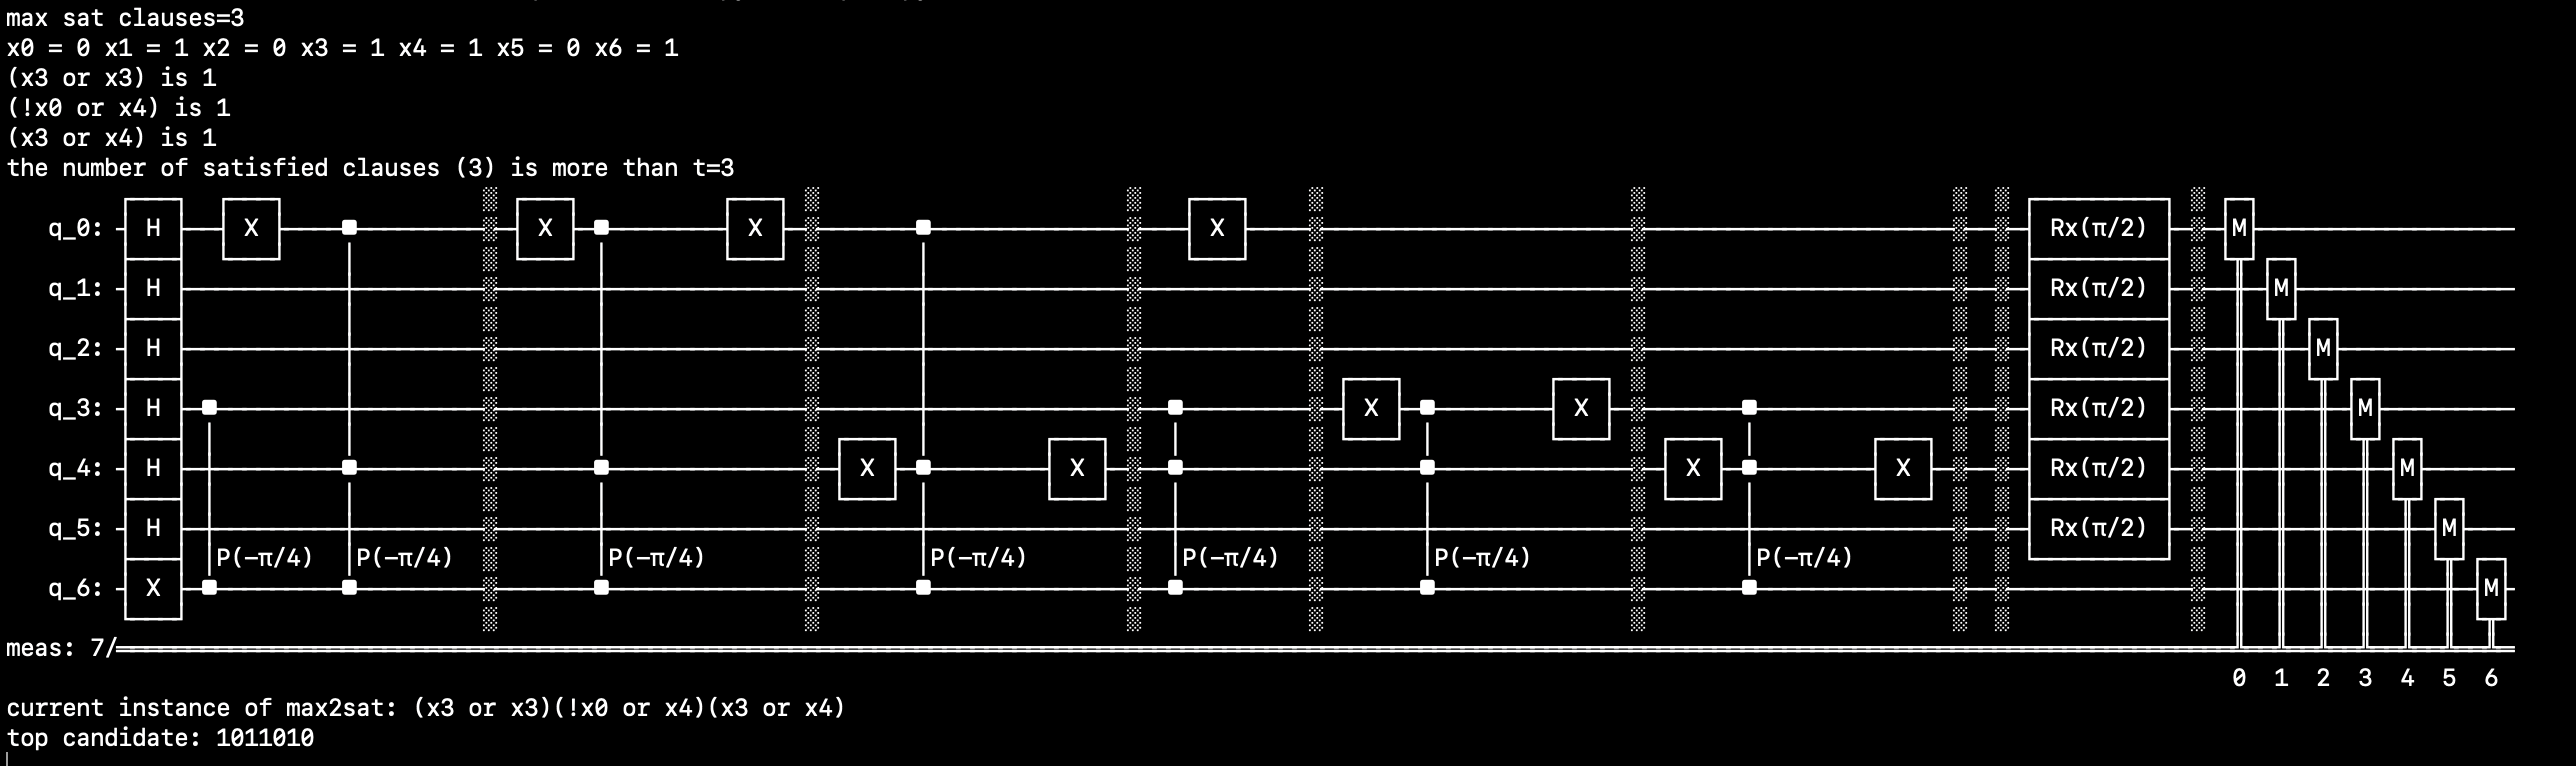 max sat clauses=3
x0 = 0 x1 = 1 x2 = 0 x3 = 1 x4 = 1 x5 = 0 x6 = 1
(x3 or x3) is 1
(!x0 or x4) is 1
(x3 or x4) is 1
the number of satisfied clauses (3) is more than t=3
q_0: H X X X X Rx(π/2) M
q_1: H Rx(π/2) M
q_2: H Rx(π/2) M
q_3: H X X Rx(π/2) M
q_4: H X X X X Rx(π/2) M
q_5: H Rx(π/2) M
P(−π/4) P(−π/4) P(−π/4) P(−π/4) P(−π/4) P(−π/4) P(−π/4)
q_6: X M
meas: 7/
0 1 2 3 4 5 6
current instance of max2sat: (x3 or x3)(!x0 or x4)(x3 or x4)
top candidate: 1011010